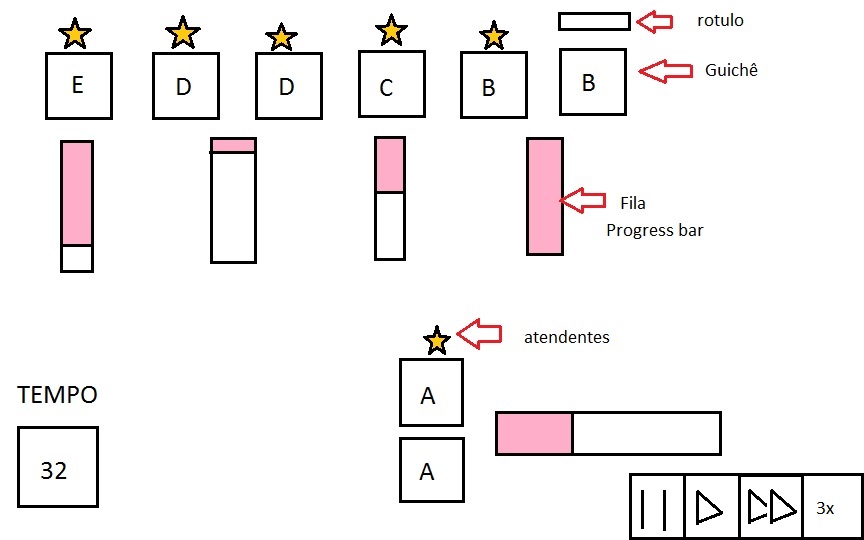 rotulo
E D D C B B
Guichê
Fila
Progress bar
atendentes
TEMPO
A
A
32
3x